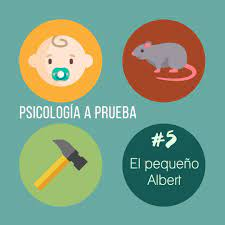 PSICOLOGÍA A PRUEBA
#5
El pequeño
Albert